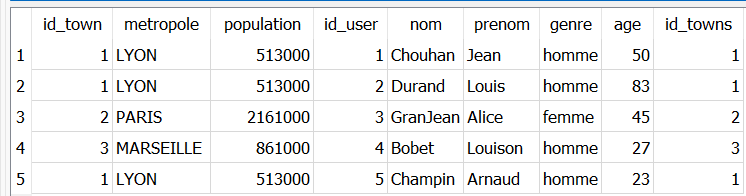 id_town metropole population id_user nom prenom genre age id_towns
1 1 LYON 513000 1 Chouhan Jean homme 50 1
2 1 LYON 513000 2 Durand Louis homme 83 1
3 2 PARIS 2161000 3 GranJean Alice femme 45 2
4 3 MARSEILLE 861000 4 Bobet Louison homme 27 3
5 1 LYON 513000 5 Champin Arnaud homme 23 1